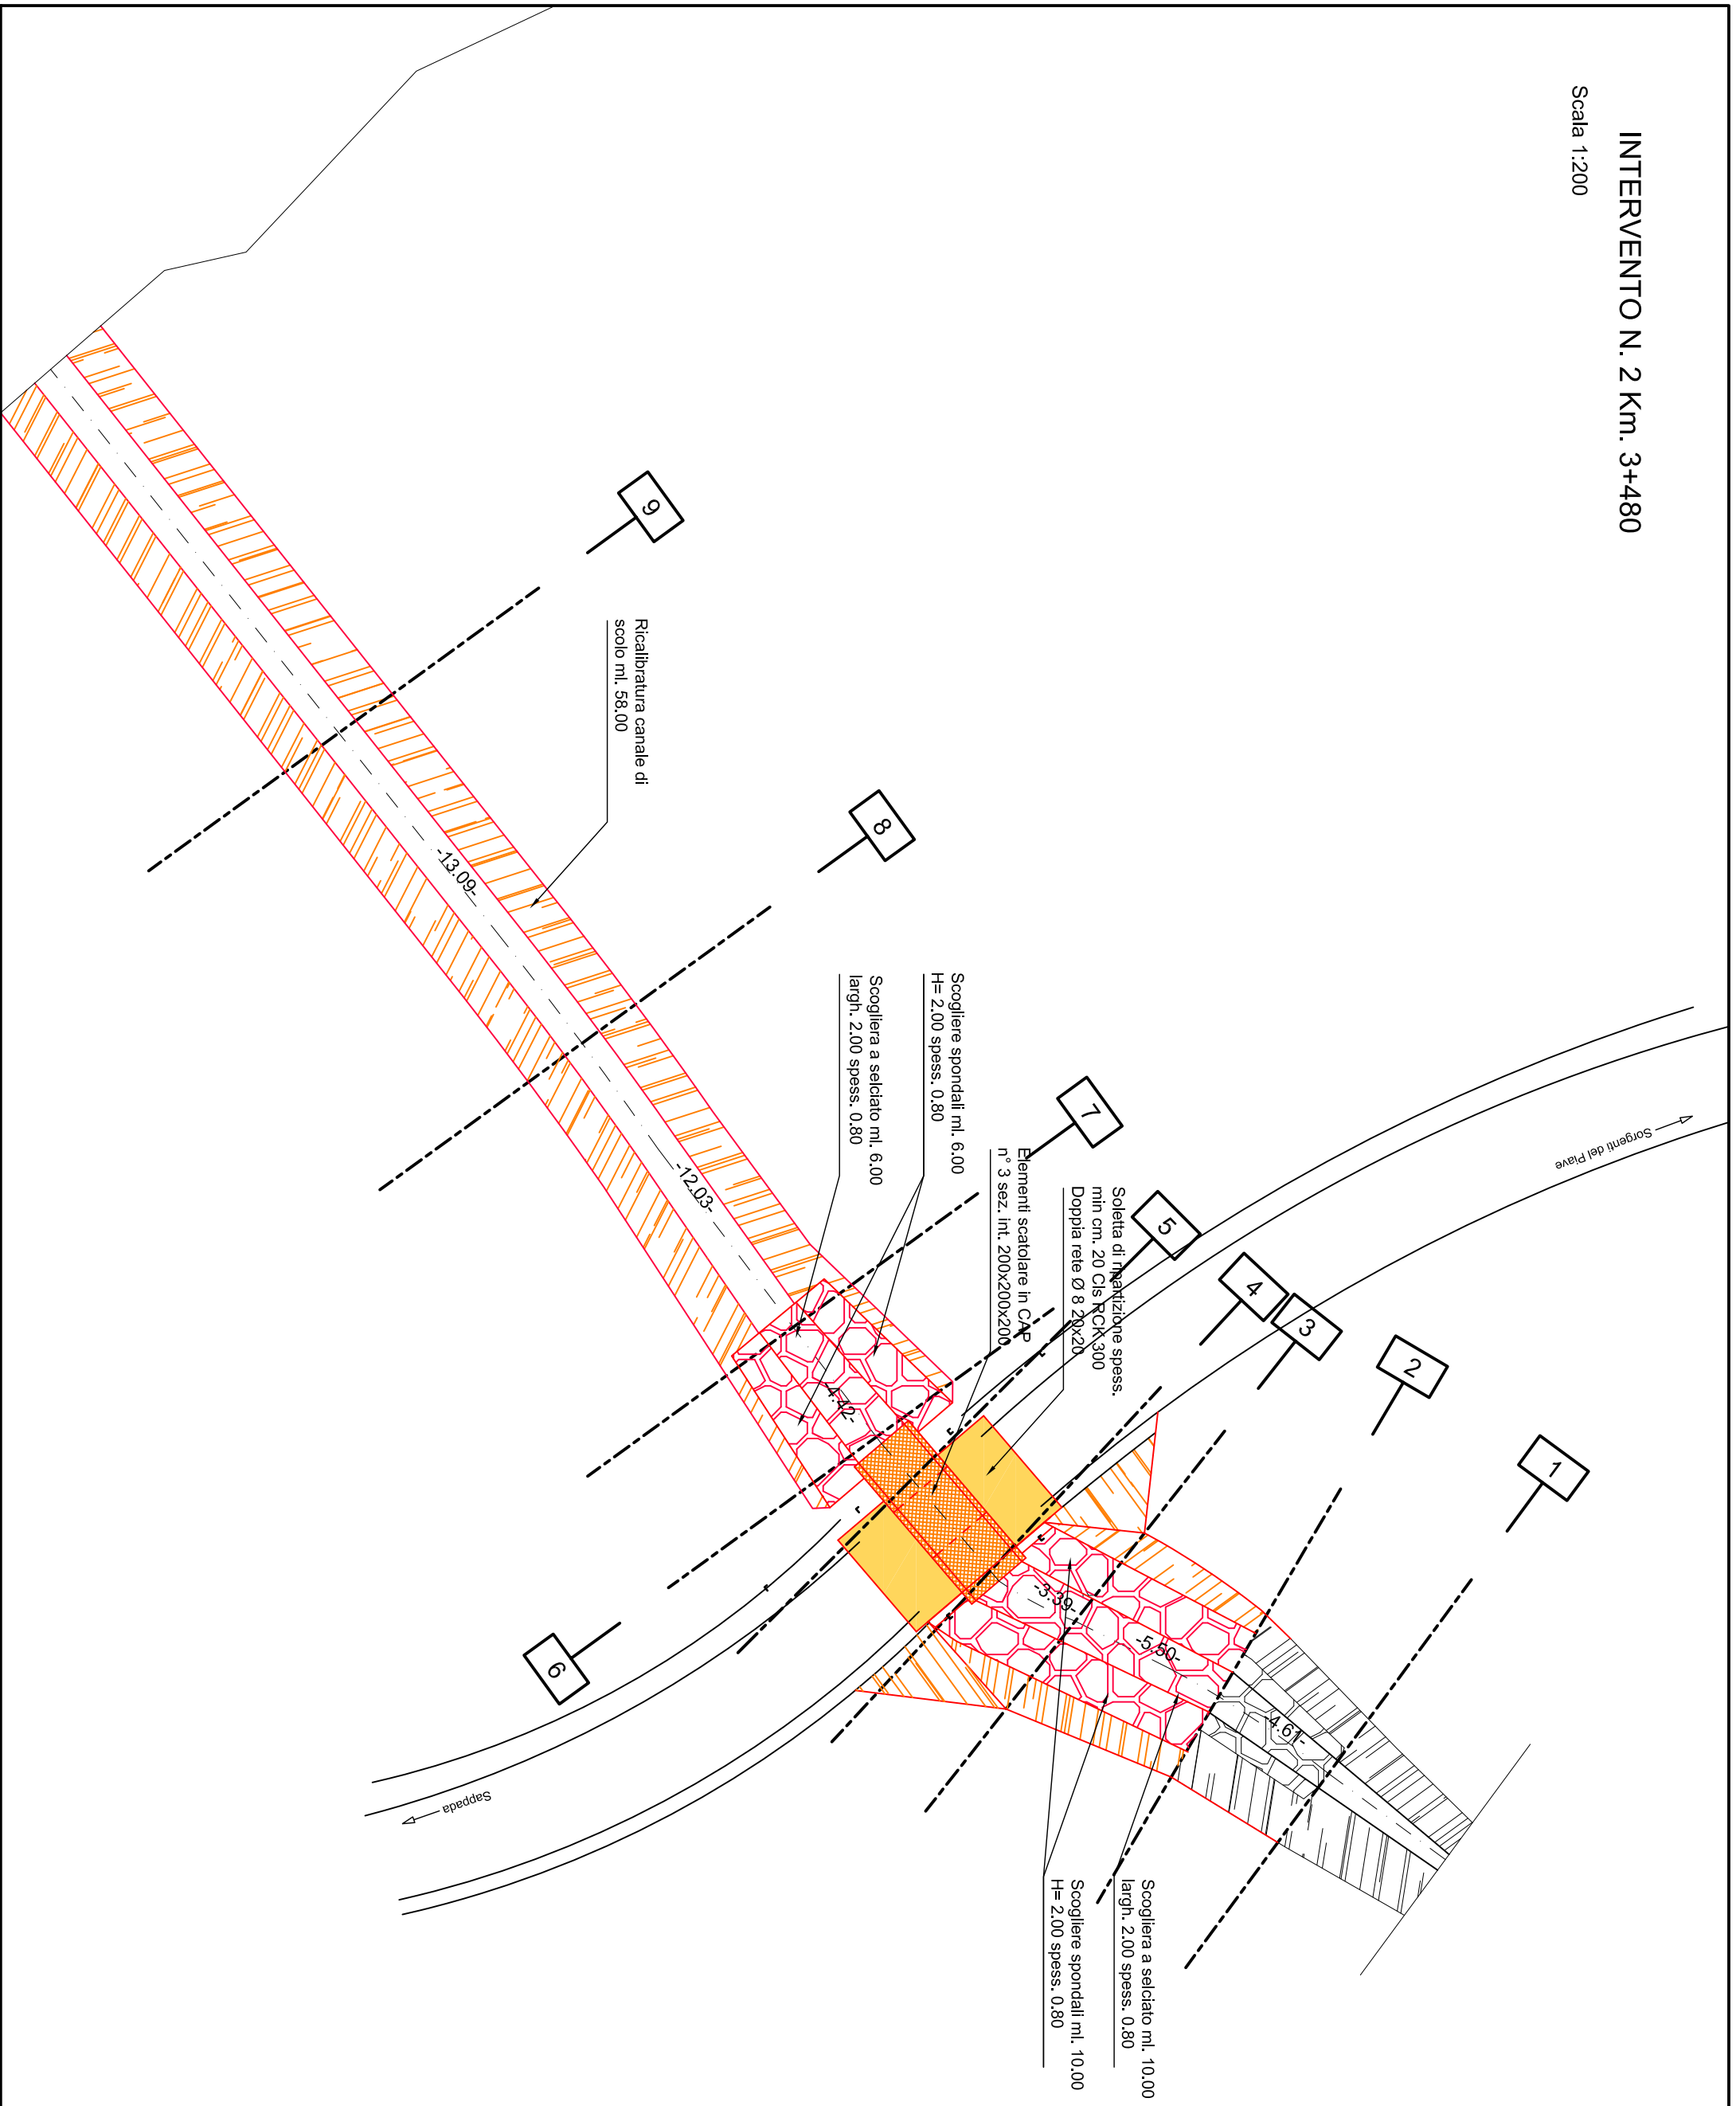 INTERVENTO N. 2 Km. 3+480
Scala 1:200
9
8
7
5
4
3
2
1
6
Ricalibratura canale di
scolo ml. 58.00
Scogliere spondali ml. 6.00
H= 2.00 spess. 0.80
Scogliera a selciato ml. 6.00
largh. 2.00 spess. 0.80
Elementi scatolare in CAP
n° 3 sez. int. 200x200x200
Soletta di ripartizione spess.
min cm. 20 Cls RCK 300
Doppia rete Ø 8 20x20
Sorgenti del Piave
Sappada
-13.09-
-12.03-
-4.42-
-3.39-
-5.50-
-4.61-
Scogliera a selciato ml. 10.00
largh. 2.00 spess. 0.80
Scogliere spondali ml. 10.00
H= 2.00 spess. 0.80